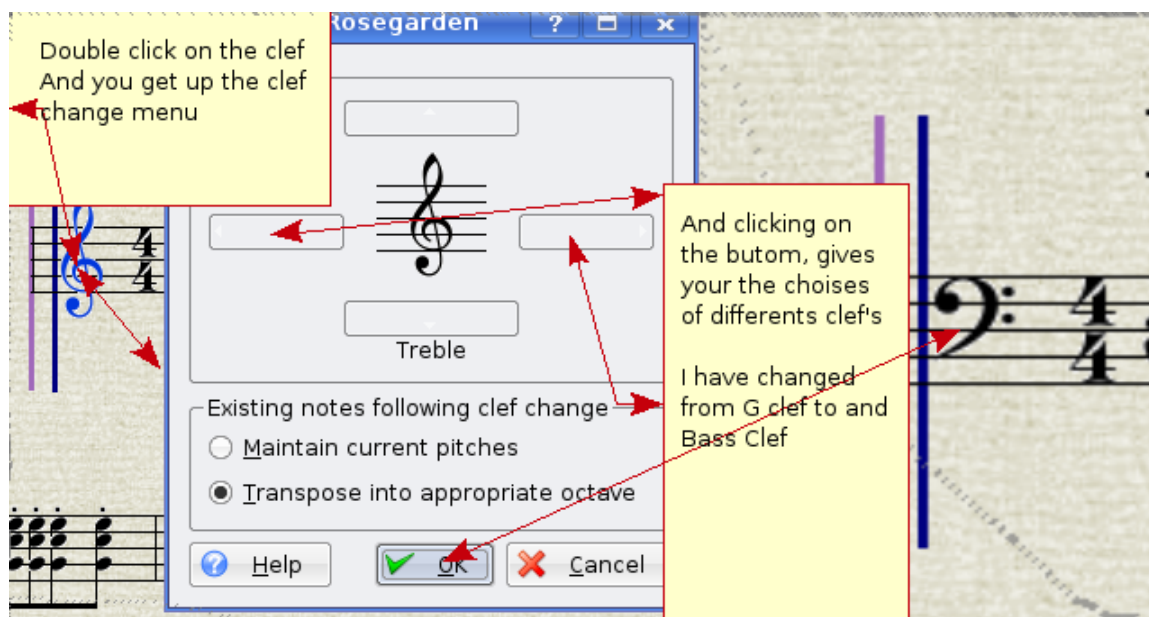 Rosegarden
Double click on the clef
And you get up the clef
change menu
4
4
Treble
And clicking on
the butom, gives
your the choises
of differents clef's
I have changed
from G clef to and
Bass Clef
4
4
Existing notes following clef change
Maintain current pitches
Transpose into appropriate octave
Help
OK
Cancel